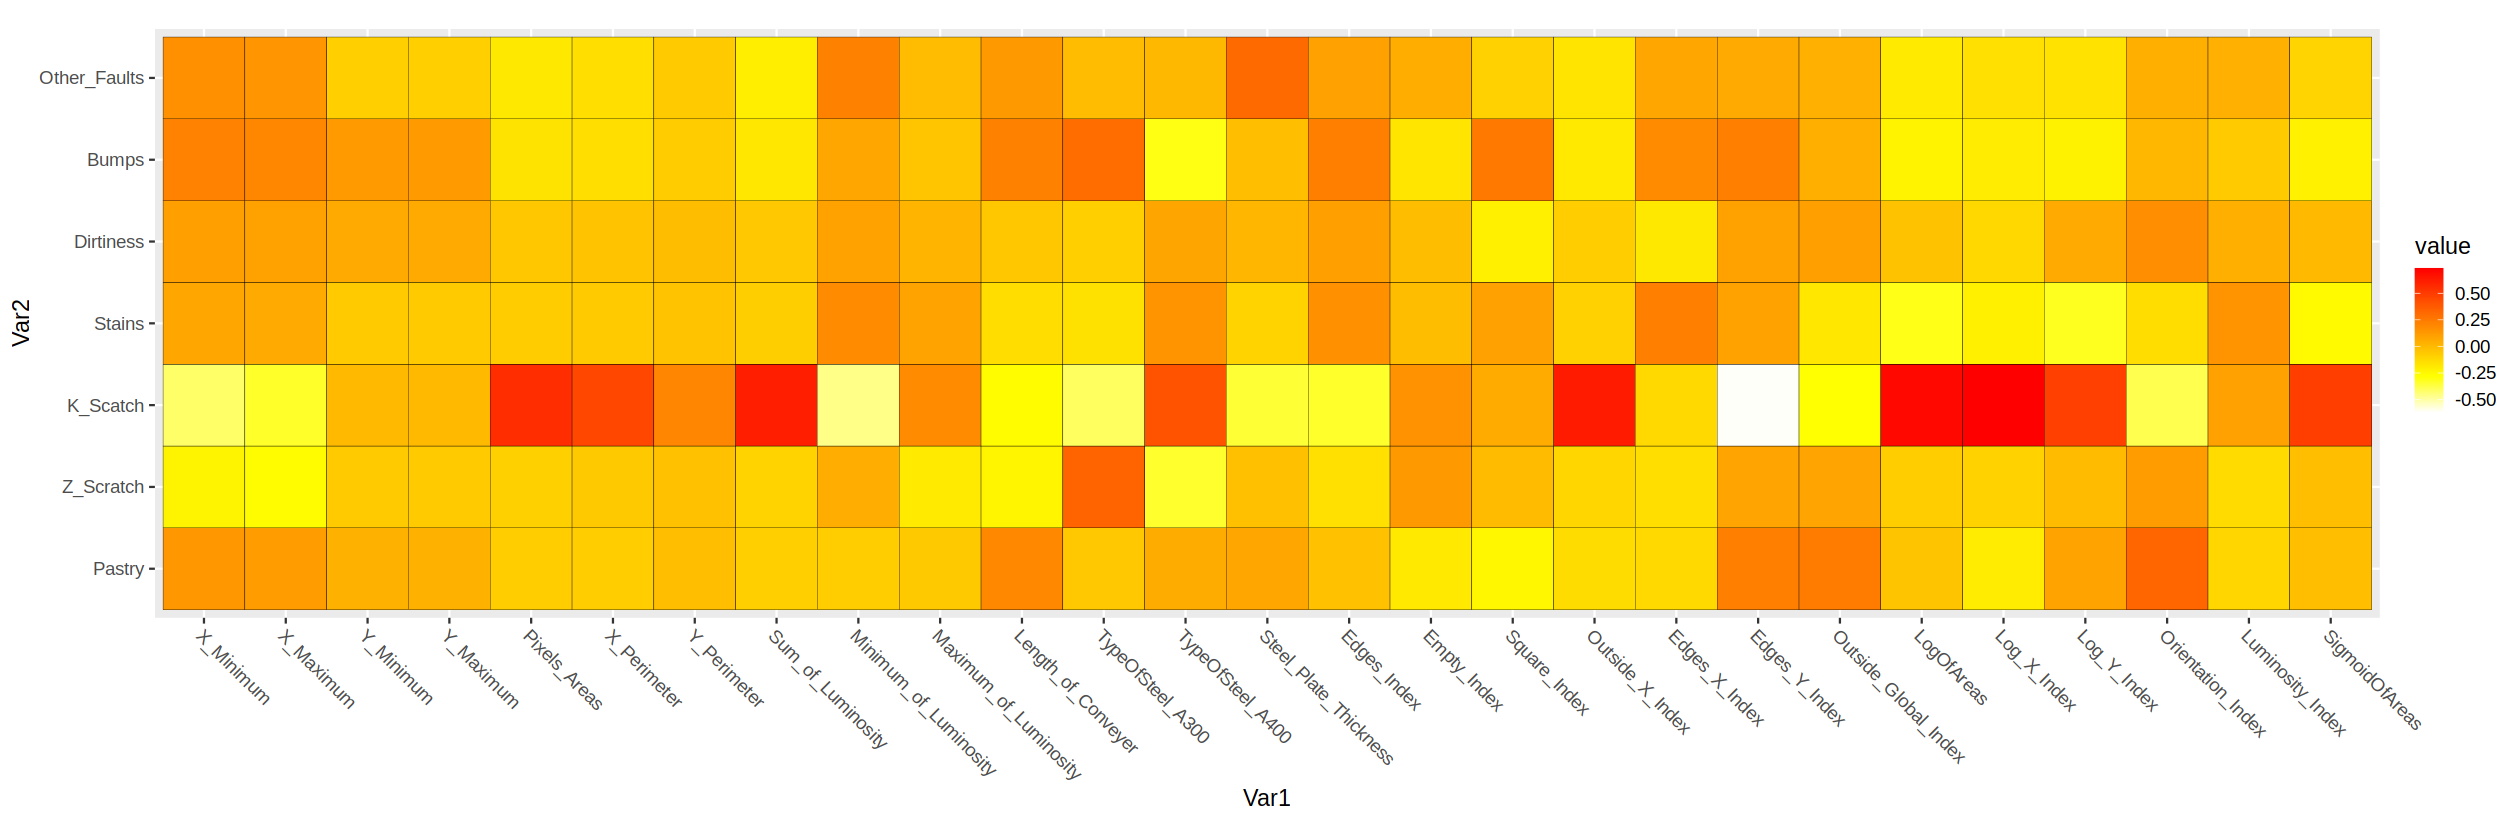 Other_Faults
Bumps
Dirtiness
Stains
K_Scatch
Z_Scratch
Pastry
Var2
X_Minimum
X_Maximum
Y_Minimum
Y_Maximum
Pixels_Areas
X_Perimeter
Y_Perimeter
Sum_of_Luminosity
Minimum_of_Luminosity
Maximum_of_Luminosity
Length_of_Conveyer
TypeOfSteel_A300
TypeOfSteel_A400
Steel_Plate_Thickness
Edges_Index
Empty_Index
Square_Index
Outside_X_Index
Edges_X_Index
Edges_Y_Index
Outside_Global_Index
LogOfAreas
Log_X_Index
Log_Y_Index
Orientation_Index
Luminosity_Index
SigmoidOfAreas
Var1
value
0.50
0.25
0.00
-0.25
-0.50